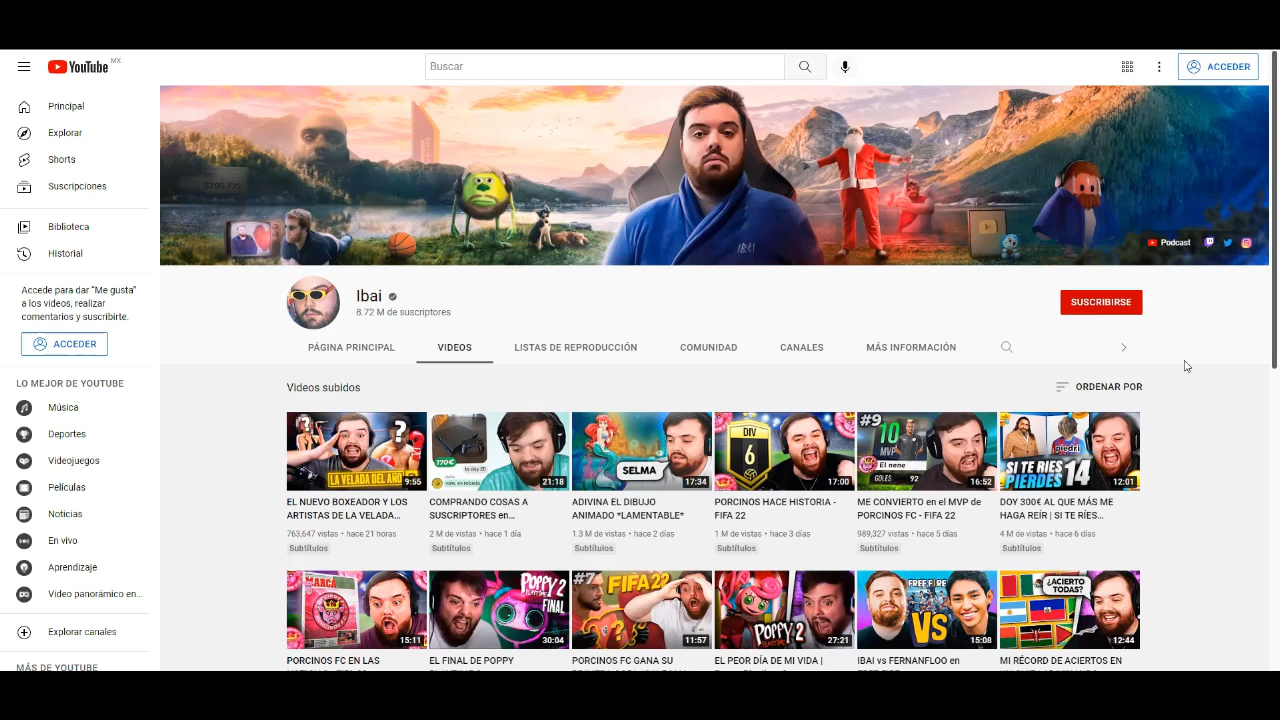 YouTube MX
Buscar
ACCEDER
Principal
Explorar
Shorts
Suscripciones
Biblioteca
Historial
Accede para dar "Me gusta"
a los videos, realizar
comentarios y suscribirte.
ACCEDER
LO MEJOR DE YOUTUBE
Música
Deportes
Videojuegos
Películas
Noticias
En vivo
Aprendizaje
Video panorámico en...
Explorar canales
MÁS DE YOUTUBE
IBAI
Podcast
Ibai
8.72 M de suscriptores
SUSCRIBIRSE
PÁGINA PRINCIPAL
VIDEOS
LISTAS DE REPRODUCCIÓN
COMUNIDAD
CANALES
MÁS INFORMACIÓN
Videos subidos
ORDENAR POR
? ?
LA VELADA DEL AÑO
9:55
EL NUEVO BOXEADOR Y LOS
ARTISTAS DE LA VELADA...
763,647 vistas • hace 21 horas
Subtítulos
170€
21:18
COMPRANDO COSAS A
SUSCRIPTORES en...
2 M de vistas • hace 1 día
Subtítulos
SELMA
17:34
ADIVINA EL DIBUJO
ANIMADO *LAMENTABLE*
1.3 M de vistas • hace 2 días
Subtítulos
DIV
6
17:00
PORCINOS HACE HISTORIA -
FIFA 22
1 M de vistas • hace 3 días
Subtítulos
#9
10
MVP
El nene
GOLES 92
16:52
ME CONVIERTO en el MVP de
PORCINOS FC - FIFA 22
989,327 vistas • hace 5 días
Subtítulos
piedri
SI TE RIES
PIERDES 14
12:01
DOY 300€ AL QUE MÁS ME
HAGA REÍR | SI TE RÍES...
4 M de vistas • hace 6 días
Subtítulos
MARCA
15:11
PORCINOS FC EN LAS
POPPY 2
FINAL
30:04
EL FINAL DE POPPY
#7
FIFA 22
?
11:57
PORCINOS FC GANA SU
POPPY 2
27:21
EL PEOR DÍA DE MI VIDA |
FREE FIRE
VS
15:08
IBAI vs FERNANFLOO en
¿ACIERTO
TODAS?
12:44
MI RÉCORD DE ACIERTOS EN